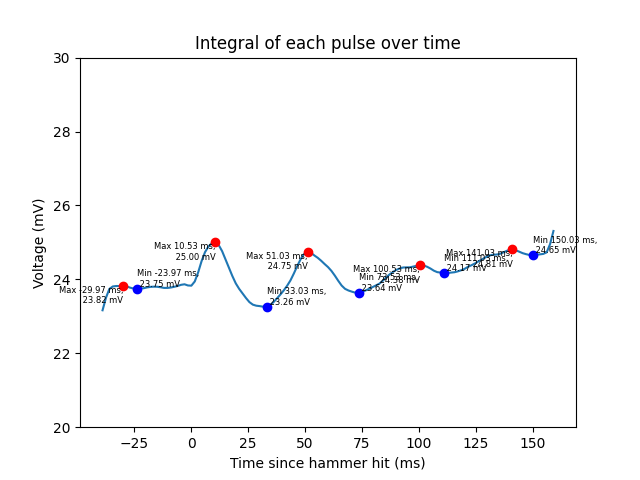 Integral of each pulse over time
Voltage (mV)
30
28
26
24
22
20
Max -29.97 ms,
23.82 mV
Min -23.97 ms,
23.75 mV
Max 10.53 ms,
25.00 mV
Min 33.03 ms,
23.26 mV
Max 51.03 ms,
24.75 mV
Min 73.53 ms,
23.64 mV
Max 100.53 ms,
24.38 mV
Min 111.03 ms,
24.17 mV
Max 141.03 ms,
24.81 mV
Min 150.03 ms,
24.65 mV
−25
0
25
50
75
100
125
150
Time since hammer hit (ms)